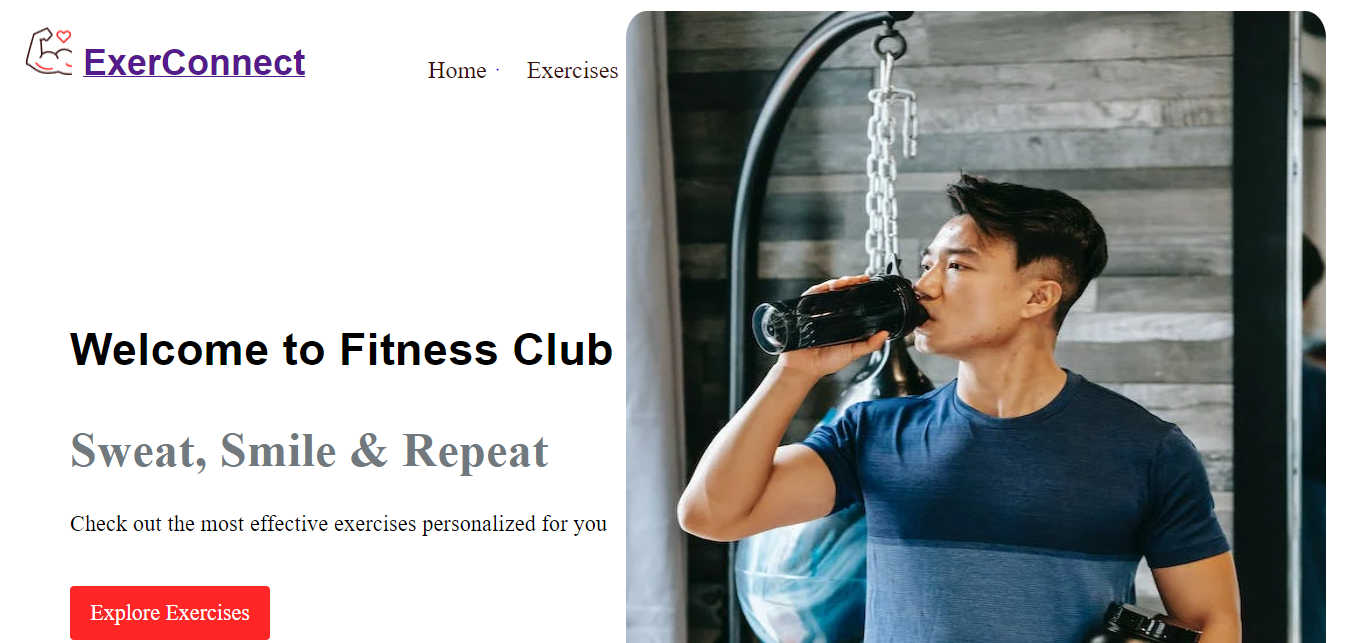 ExerConnect
Home · Exercises
Welcome to Fitness Club
Sweat, Smile & Repeat
Check out the most effective exercises personalized for you
Explore Exercises